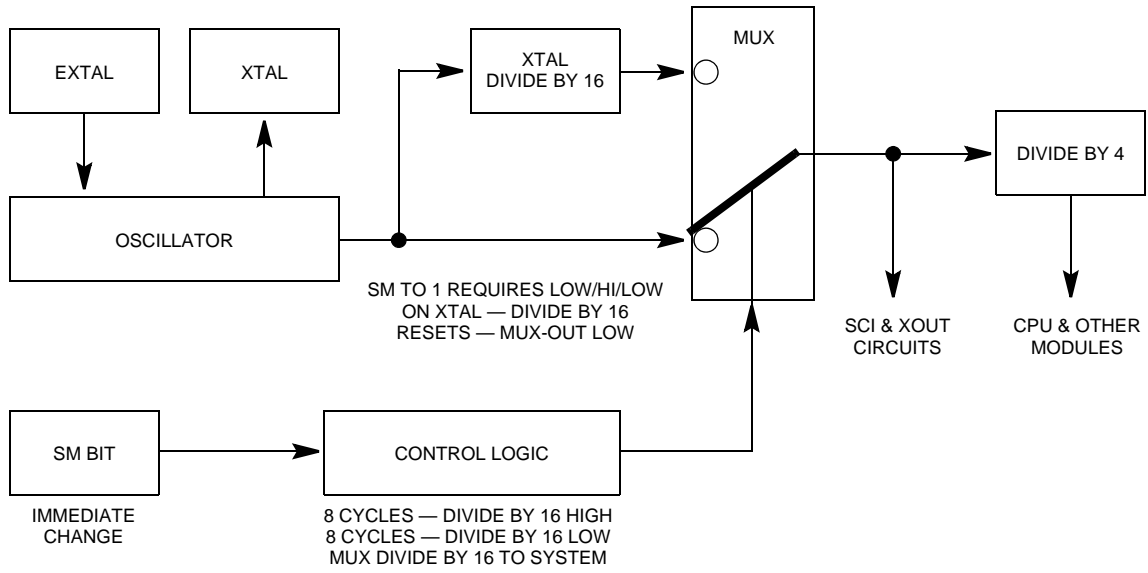 EXTAL
XTAL
XTAL
DIVIDE BY 16
MUX
DIVIDE BY 4
OSCILLATOR
SM TO 1 REQUIRES LOW/HI/LOW
ON XTAL — DIVIDE BY 16
RESETS — MUX-OUT LOW
SCI & XOUT
CIRCUITS
CPU & OTHER
MODULES
SM BIT
CONTROL LOGIC
IMMEDIATE
CHANGE
8 CYCLES — DIVIDE BY 16 HIGH
8 CYCLES — DIVIDE BY 16 LOW
MUX DIVIDE BY 16 TO SYSTEM